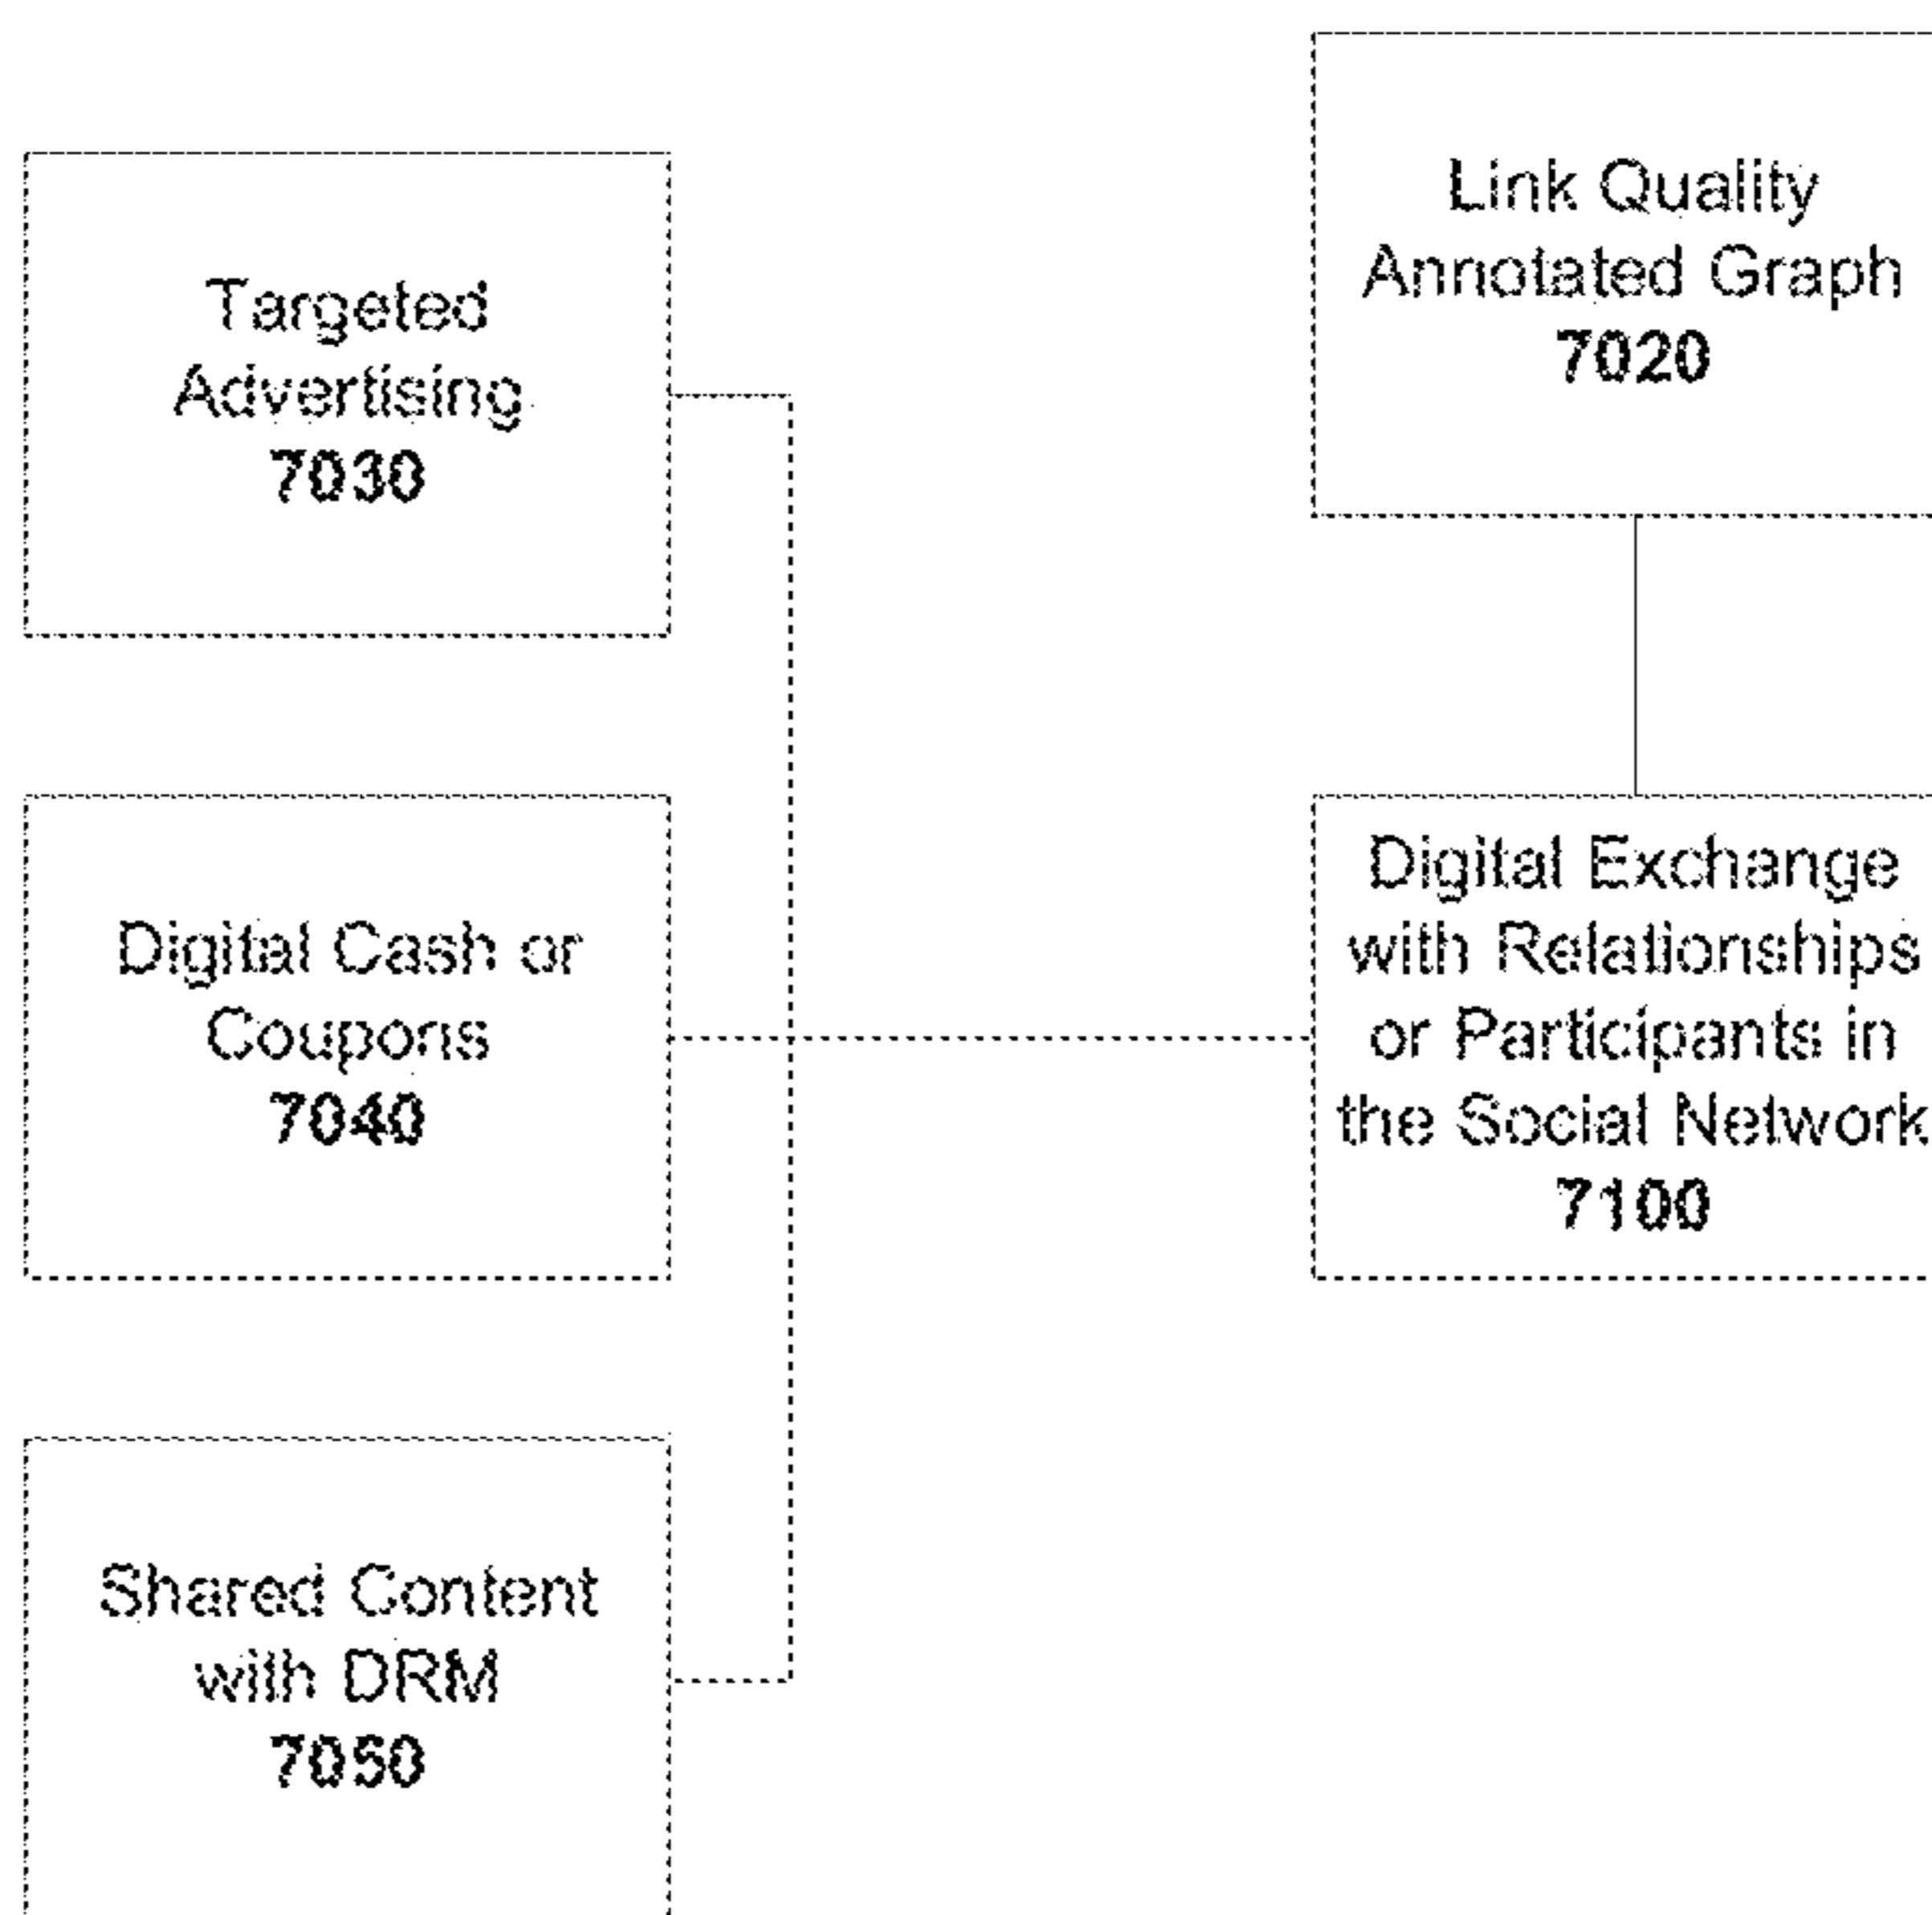 Targeted
Advertising
7030
Digital Cash or
Coupons
7040
Shared Content
with DRM
7050
Link Quality
Annotated Graph
7020
Digital Exchange
with Relationships
or Participants in
the Social Network
7100